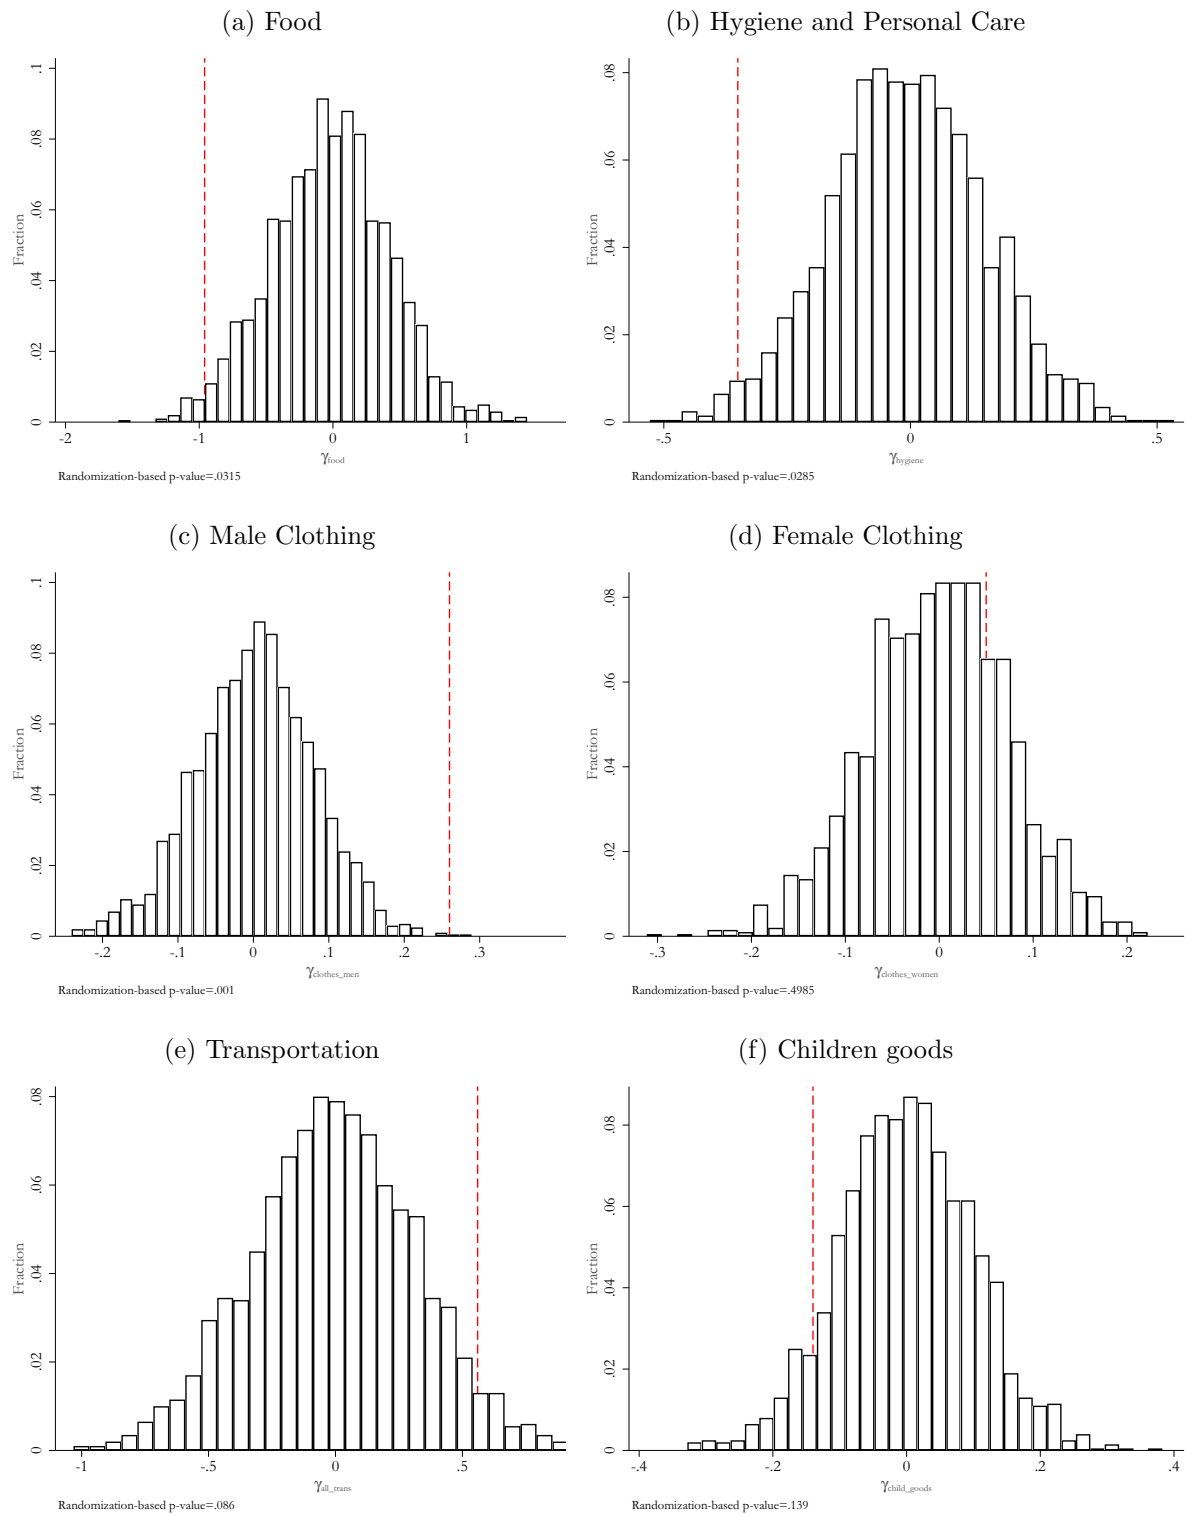 (a) Food
(b) Hygiene and Personal Care
.1
.08
.06
.04
.02
0
Fraction
-2
-1
0
1
γfood
Randomization-based p-value=.0315
.08
.06
.04
.02
0
Fraction
-.5
0
.5
γhygiene
Randomization-based p-value=.0285
(c) Male Clothing
(d) Female Clothing
.1
.08
.06
.04
.02
0
Fraction
-.2
-.1
0
.1
.2
.3
γclothes_men
Randomization-based p-value=.001
.08
.06
.04
.02
0
Fraction
-.3
-.2
-.1
0
.1
.2
γclothes_women
Randomization-based p-value=.4985
(e) Transportation
(f) Children goods
.08
.06
.04
.02
0
Fraction
-1
-.5
0
.5
γall_trans
Randomization-based p-value=.086
.08
.06
.04
.02
0
Fraction
-.4
-.2
0
.2
.4
γchild_goods
Randomization-based p-value=.139